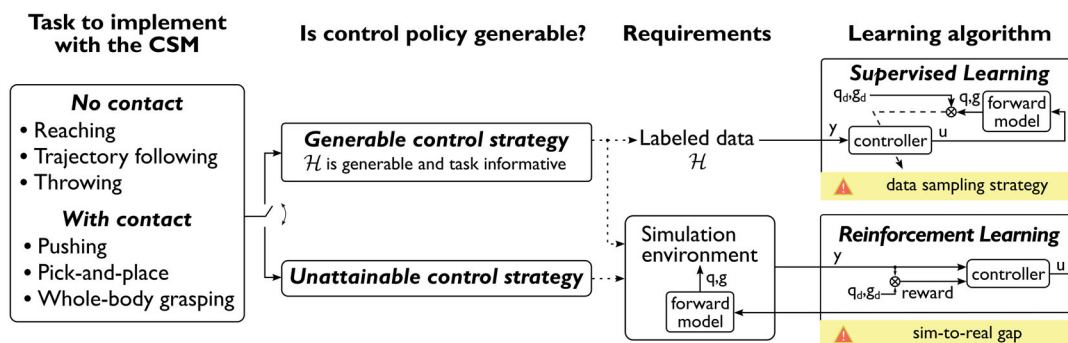 Task to implement
with the CSM
Is control policy generable?
Requirements
Learning algorithm
No contact
• Reaching
• Trajectory following
• Throwing
With contact
• Pushing
• Pick-and-place
• Whole-body grasping
Generable control strategy
ℋ is generable and task informative
Unattainable control strategy
Labeled data
ℋ
Simulation
environment
q,g
forward
model
Supervised Learning
q_d,g_d
q,g
forward
model
y
controller
u
data sampling strategy
Reinforcement Learning
y
controller
u
q_d,g_d
reward
sim-to-real gap